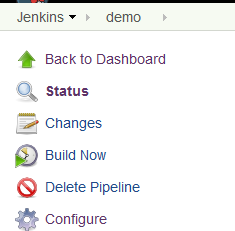 Jenkins demo
Back to Dashboard
Status
Changes
Build Now
Delete Pipeline
Configure